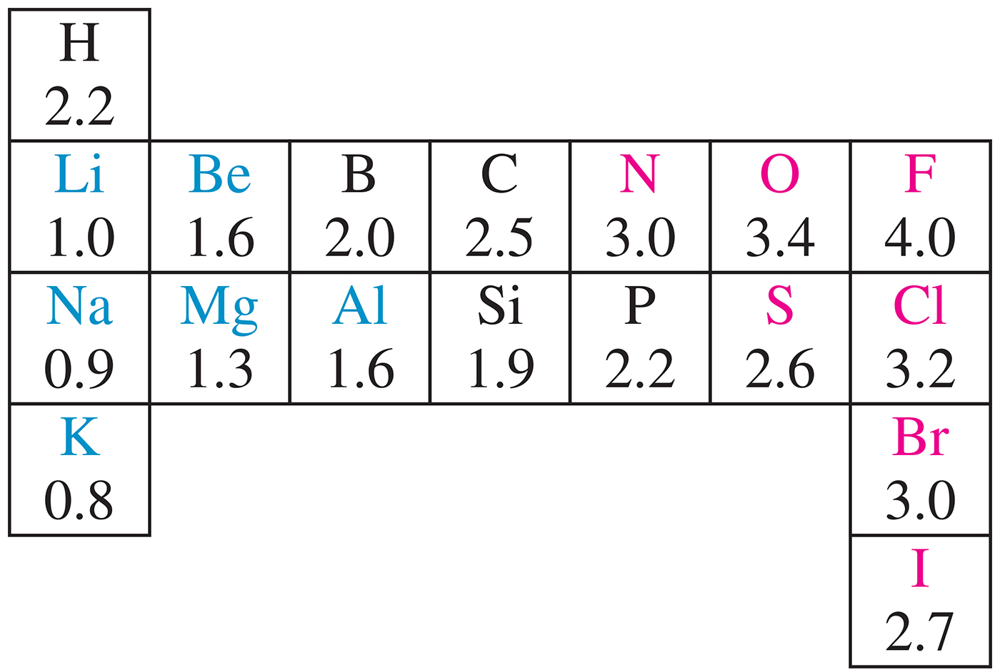 H
2.2
Li Be B C N O F
1.0 1.6 2.0 2.5 3.0 3.4 4.0
Na Mg Al Si P S Cl
0.9 1.3 1.6 1.9 2.2 2.6 3.2
K Br
0.8 3.0
I
2.7